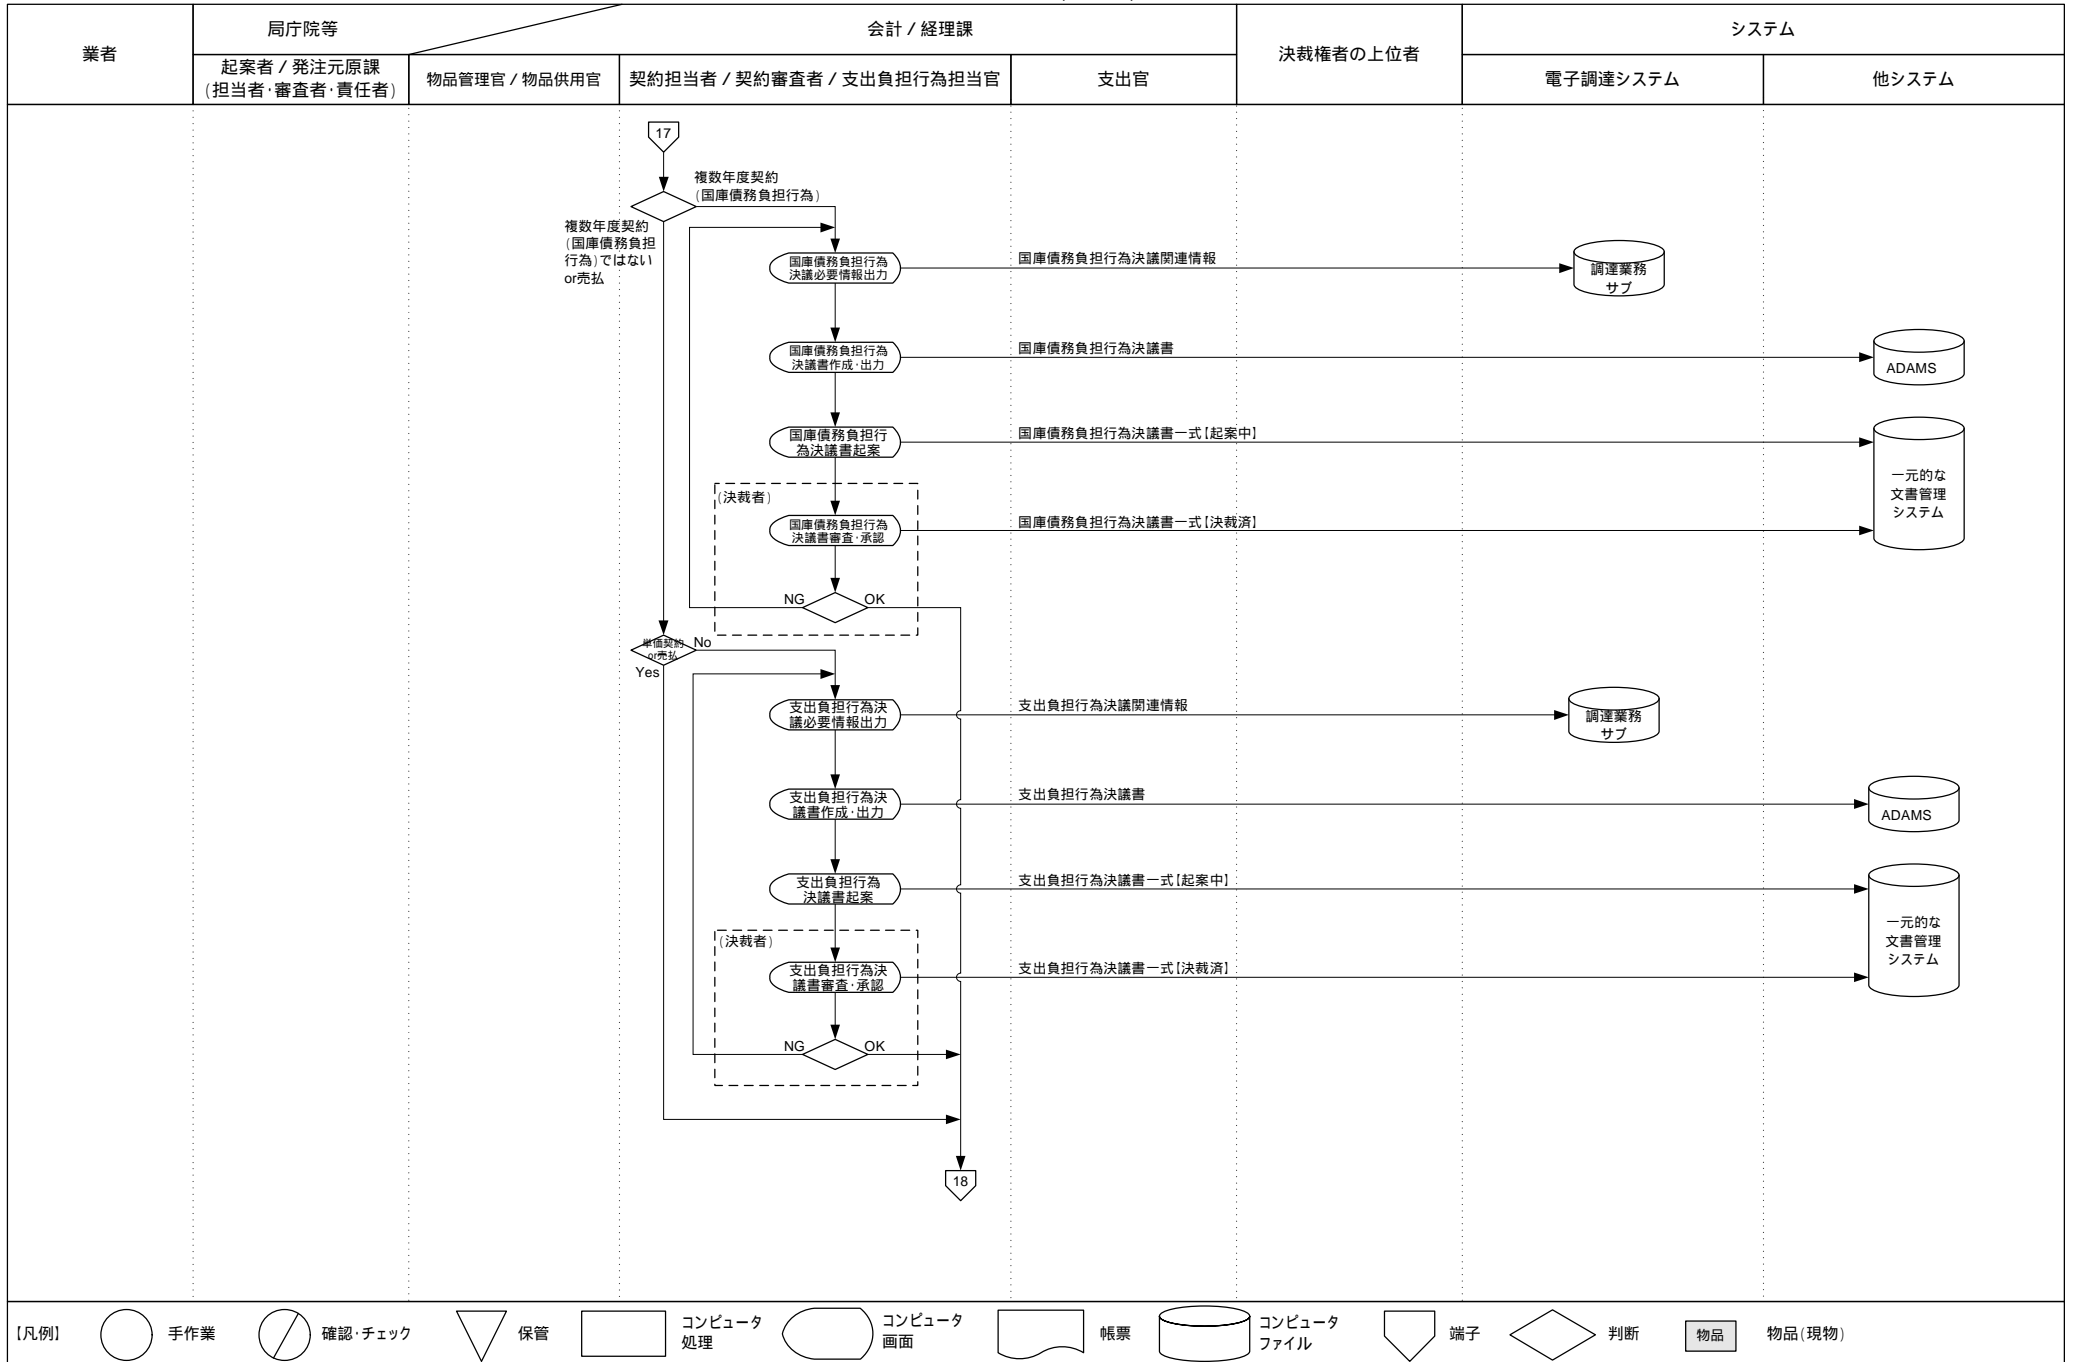 業者
局庁院等
会計 / 経理課
決裁権者の上位者
システム
起案者 / 発注元原課
(担当者・審査者・責任者)
物品管理官 / 物品供用官
契約担当者 / 契約審査者 / 支出負担行為担当官
支出官
電子調達システム
他システム
17
複数年度契約
(国庫債務負担行為)
複数年度契約
(国庫債務負担
行為)ではない
or売払
国庫債務負担行為
決議必要情報出力
国庫債務負担行為決議関連情報
調達業務
サブ
国庫債務負担行為
決議書作成・出力
国庫債務負担行為決議書
ADAMS
国庫債務負担行
為決議書起案
国庫債務負担行為決議書一式【起案中】
一元的な
文書管理
システム
(決裁者)
国庫債務負担行為
決議書審査・承認
国庫債務負担行為決議書一式【決裁済】
NG
OK
単価契約
or売払
No
Yes
支出負担行為決
議必要情報出力
支出負担行為決議関連情報
調達業務
サブ
支出負担行為決
議書作成・出力
支出負担行為決議書
ADAMS
支出負担行為
決議書起案
支出負担行為決議書一式【起案中】
一元的な
文書管理
システム
(決裁者)
支出負担行為決
議書審査・承認
支出負担行為決議書一式【決裁済】
NG
OK
18
【凡例】
手作業
確認・チェック
保管
コンピュータ
処理
コンピュータ
画面
帳票
コンピュータ
ファイル
端子
判断
物品
物品(現物)